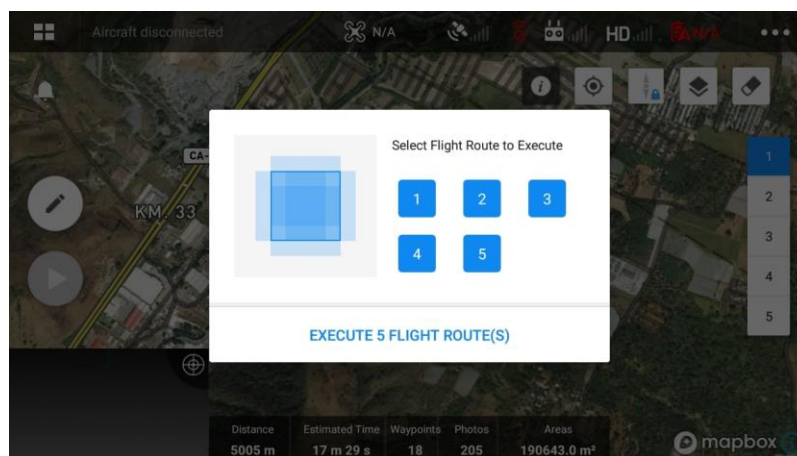 Aircraft disconnected N/A HD N/A
CA-
KM. 33
Select Flight Route to Execute
1 2 3
4 5
EXECUTE 5 FLIGHT ROUTE(S)
1
2
3
4
5
Distance Estimated Time Waypoints Photos Areas
5005 m 17 m 29 s 18 205 190643.0 m²
mapbox